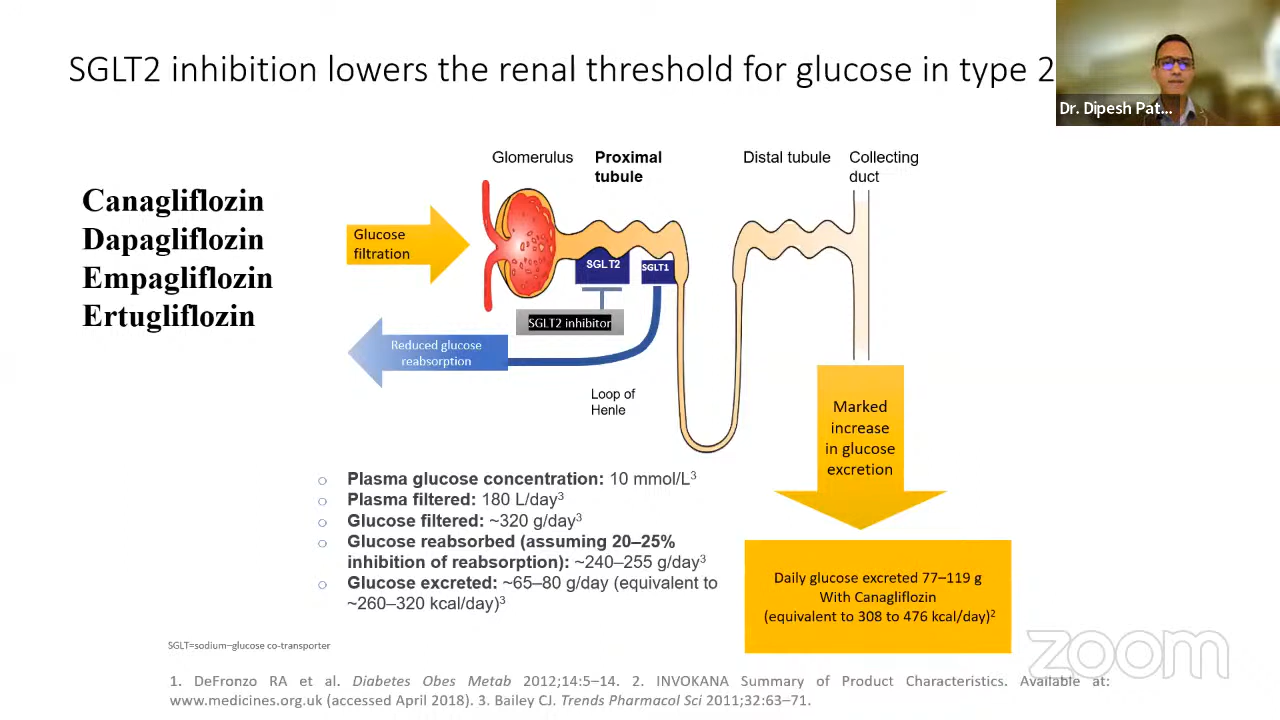 SGLT2 inhibition lowers the renal threshold for glucose in type 2
Dr. Dipesh Pat...
Canagliflozin
Dapagliflozin
Empagliflozin
Ertugliflozin
Glomerulus
Proximal
tubule
Distal tubule
Collecting
duct
Glucose
filtration
SGLT2
SGLT1
SGLT2 inhibitor
Reduced glucose
reabsorption
Loop of
Henle
Marked
increase
in glucose
excretion
○ Plasma glucose concentration: 10 mmol/L³
○ Plasma filtered: 180 L/day³
○ Glucose filtered: ~320 g/day³
○ Glucose reabsorbed (assuming 20–25%
inhibition of reabsorption): ~240–255 g/day³
○ Glucose excreted: ~65–80 g/day (equivalent to
~260–320 kcal/day)³
Daily glucose excreted 77–119 g
With Canagliflozin
(equivalent to 308 to 476 kcal/day)²
SGLT=sodium–glucose co-transporter
zoom
1. DeFronzo RA et al. Diabetes Obes Metab 2012;14:5–14. 2. INVOKANA Summary of Product Characteristics. Available at:
www.medicines.org.uk (accessed April 2018). 3. Bailey CJ. Trends Pharmacol Sci 2011;32:63–71.